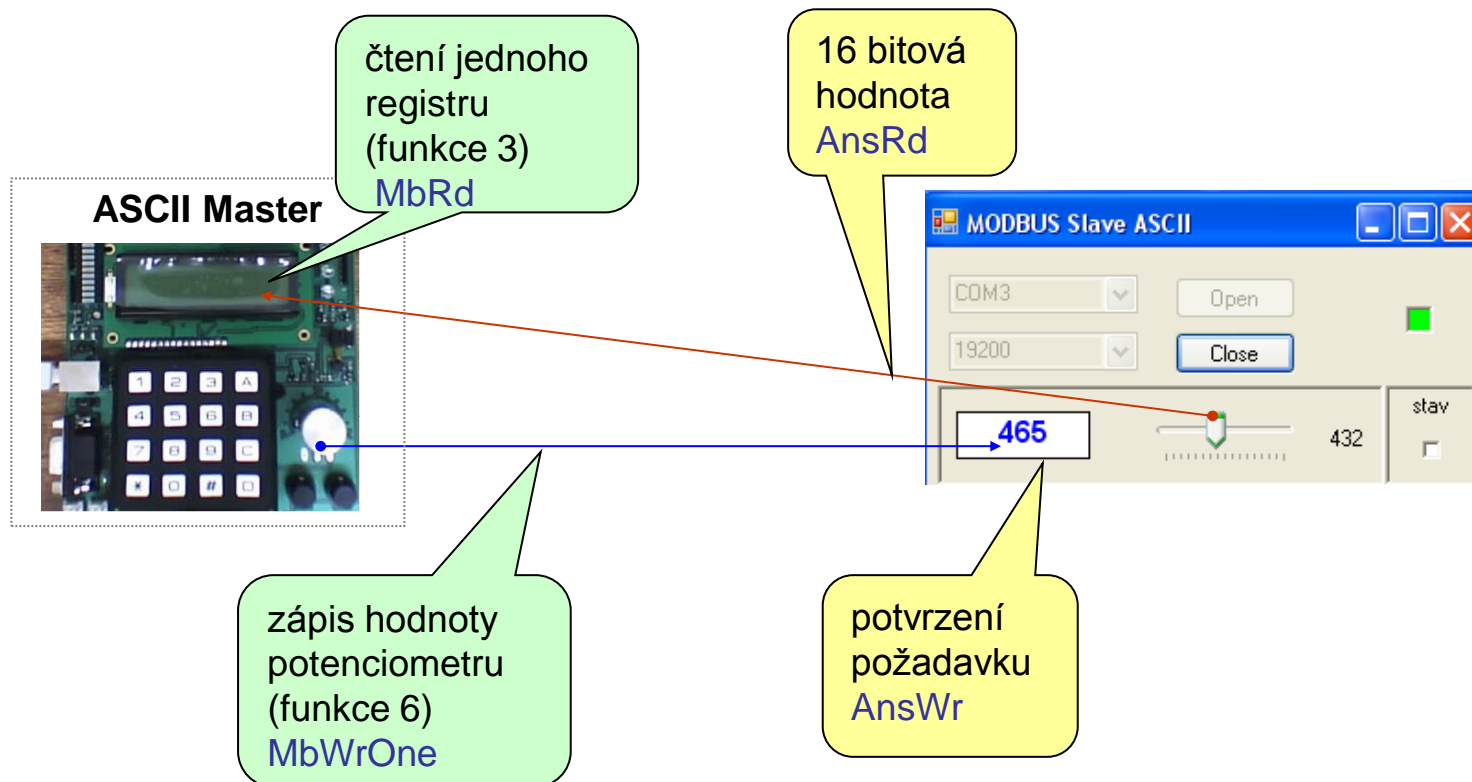 čtení jednoho
registru
(funkce 3)
MbRd
16 bitová
hodnota
AnsRd
ASCII Master
MODBUS Slave ASCII
COM3
Open
19200
Close
465
432
stav
1 2 3 A
4 5 6 B
7 8 9 C
* 0 # D
zápis hodnoty
potenciometru
(funkce 6)
MbWrOne
potvrzení
požadavku
AnsWr